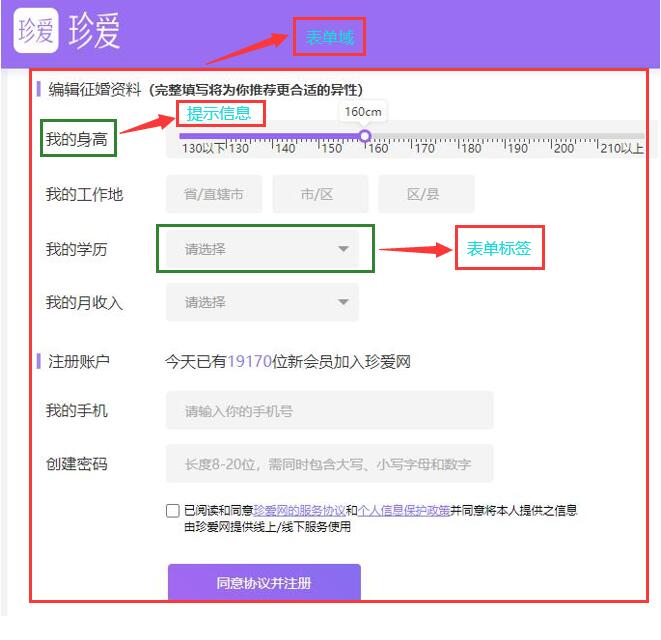 珍爱 珍爱
表单域
编辑征婚资料（完整填写将为你推荐更合适的异性）
提示信息
160cm
我的身高
130以下 130 140 150 160 170 180 190 200 210以上
我的工作地 省/直辖市 市/区 区/县
我的学历 请选择 表单标签
我的月收入 请选择
注册账户 今天已有19170位新会员加入珍爱网
我的手机 请输入你的手机号
创建密码 长度8-20位，需同时包含大写、小写字母和数字
已阅读和同意珍爱网的服务协议和个人信息保护政策并同意将本人提供之信息
由珍爱网提供线上/线下服务使用
同意协议并注册